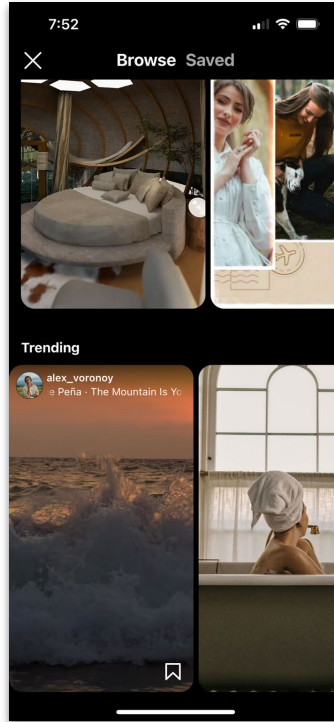 7:52
Browse Saved
Trending
alex_voronoy
e Peña · The Mountain Is Yo